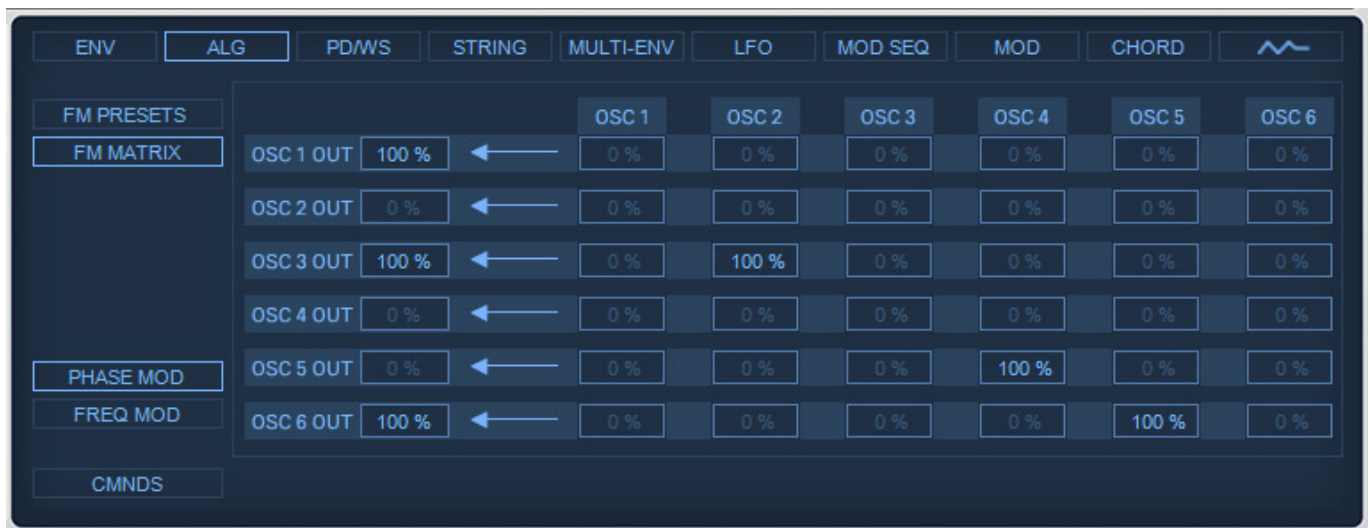 ENV ALG PD/WS STRING MULTI-ENV LFO MOD SEQ MOD CHORD
FM PRESETS OSC 1 OSC 2 OSC 3 OSC 4 OSC 5 OSC 6
FM MATRIX OSC 1 OUT 100 % 0 % 0 % 0 % 0 % 0 % 0 %
OSC 2 OUT 0 % 0 % 0 % 0 % 0 % 0 % 0 %
OSC 3 OUT 100 % 0 % 100 % 0 % 0 % 0 % 0 %
OSC 4 OUT 0 % 0 % 0 % 0 % 0 % 0 % 0 %
PHASE MOD OSC 5 OUT 0 % 0 % 0 % 0 % 100 % 0 % 0 %
FREQ MOD OSC 6 OUT 100 % 0 % 0 % 0 % 0 % 100 % 0 %
CMNDS